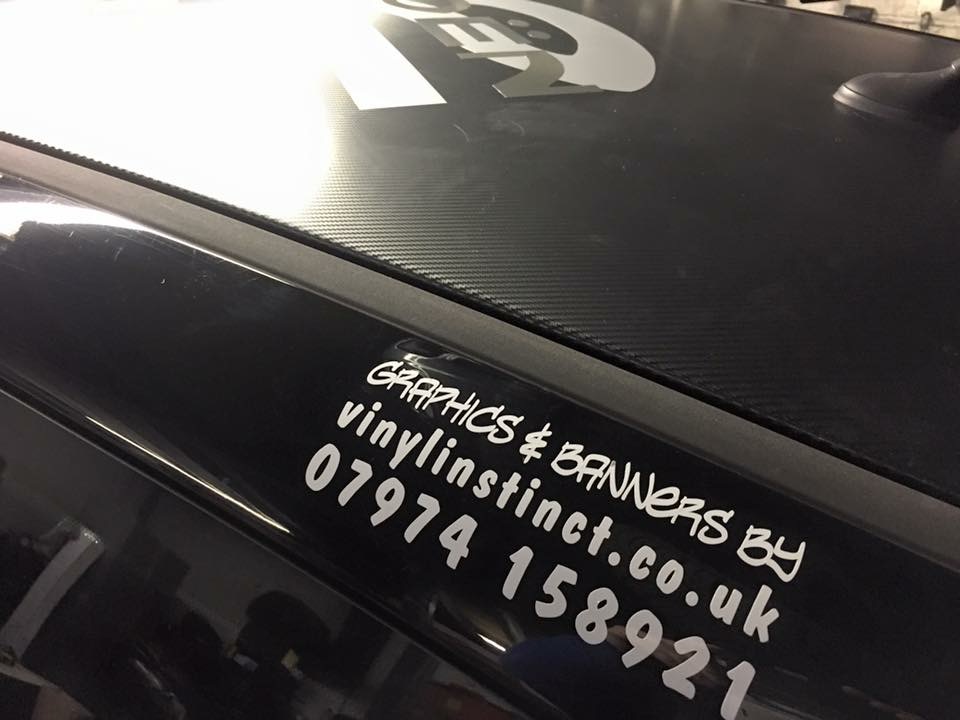 GRAPHICS & BANNERS BY
vinylinstinct.co.uk
07974 158921